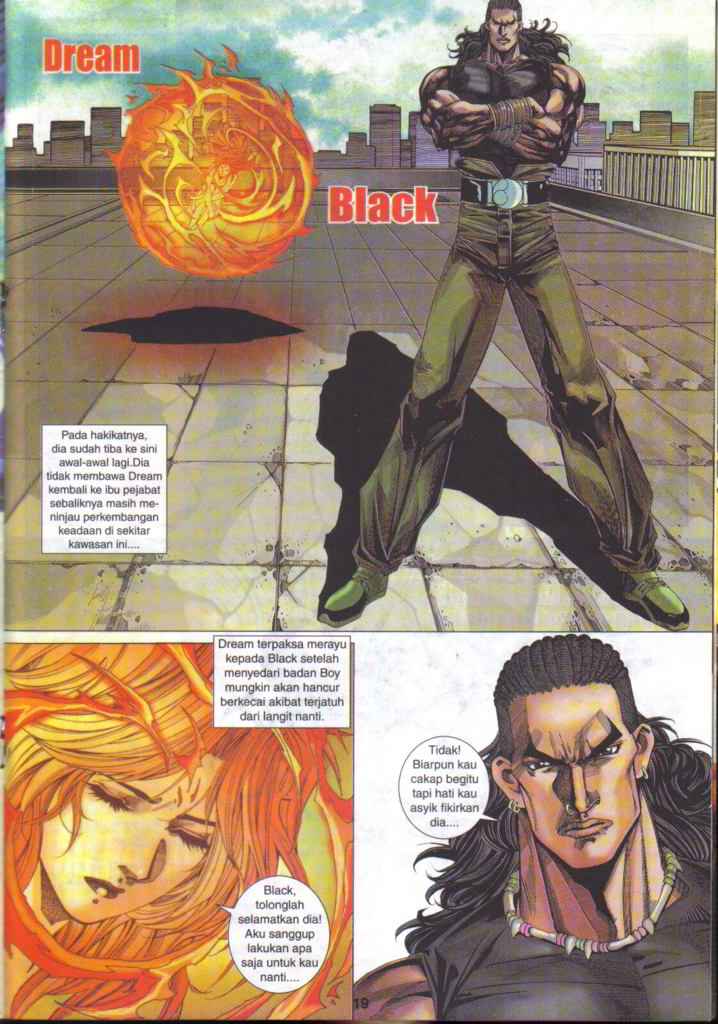 Dream
Black
Pada hakikatnya,
dia sudah tiba ke sini
awal-awal lagi.Dia
tidak membawa Dream
kembali ke ibu pejabat
sebaliknya masih me-
ninjau perkembangan
keadaan di sekitar
kawasan ini....
Dream terpaksa merayu
kepada Black setelah
menyedari badan Boy
mungkin akan hancur
berkecai akibat terjatuh
dari langit nanti.
Tidak!
Biarpun kau
cakap begitu
tapi hati kau
asyik fikirkan
dia....
Black,
tolonglah
selamatkan dia!
Aku sanggup
lakukan apa
saja untuk kau
nanti....
19